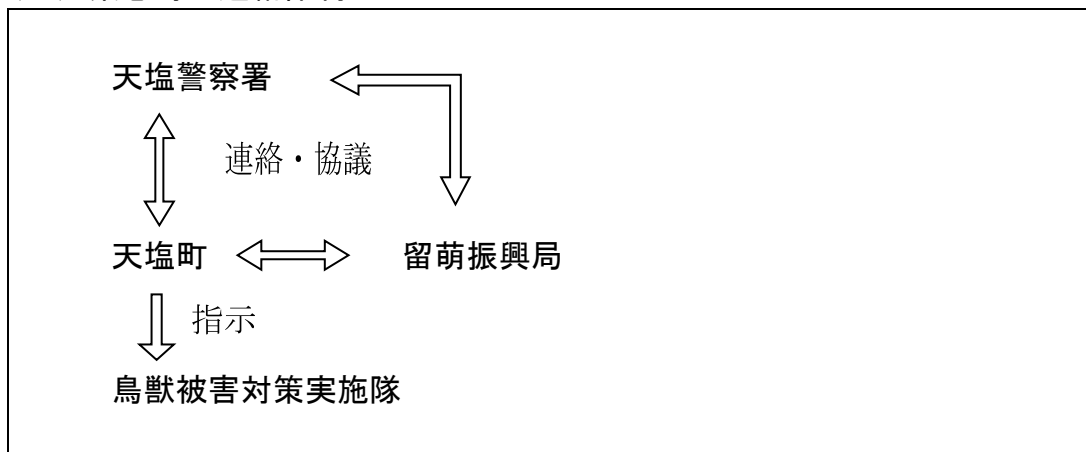 天塩警察署
連絡・協議
天塩町
留萌振興局
指示
鳥獣被害対策実施隊